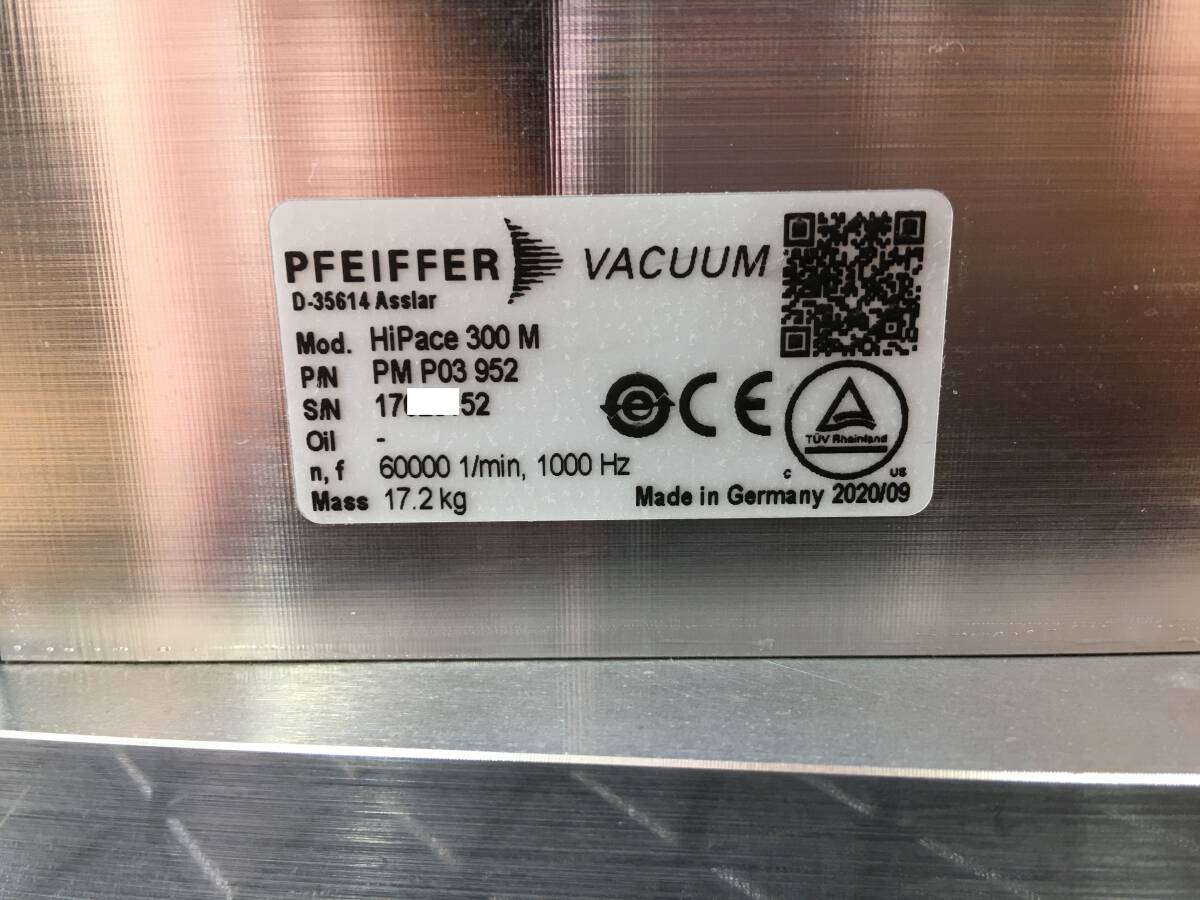 PFEIFFER VACUUM
D-35614 Asslar
Mod. HiPace 300 M
P/N PM P03 952
S/N 17 52
Oil -
n, f 60000 1/min, 1000 Hz
Mass 17.2 kg
e CE
TÜV Rheinland
C US
Made in Germany 2020/09